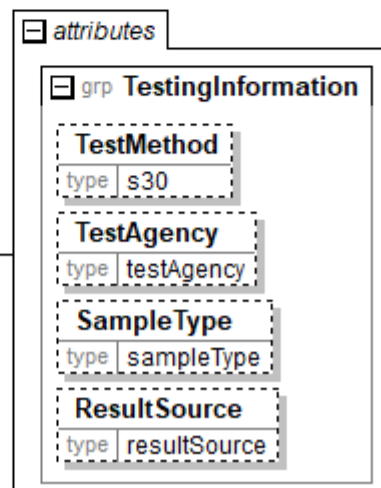 attributes
grp TestingInformation
TestMethod
type s30
TestAgency
type testAgency
SampleType
type sampleType
ResultSource
type resultSource